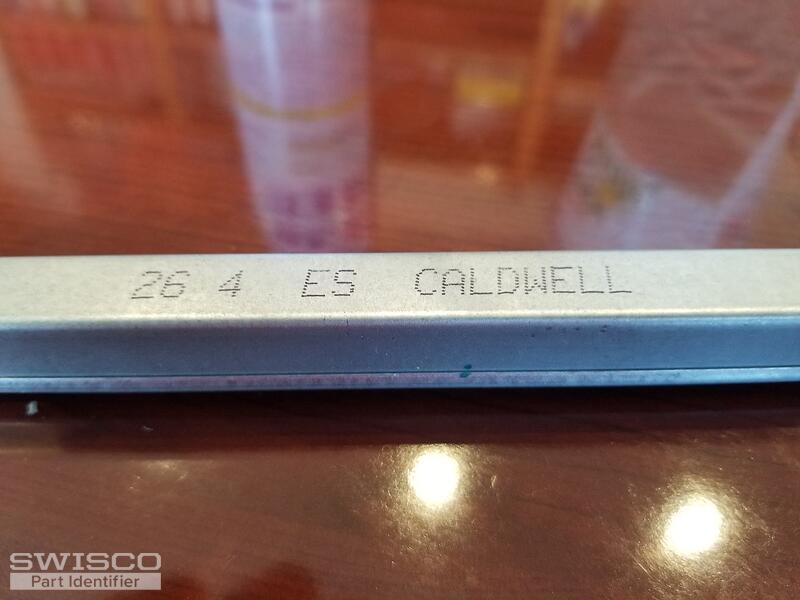 26 4 ES CALDWELL
SWISCO
Part Identifier